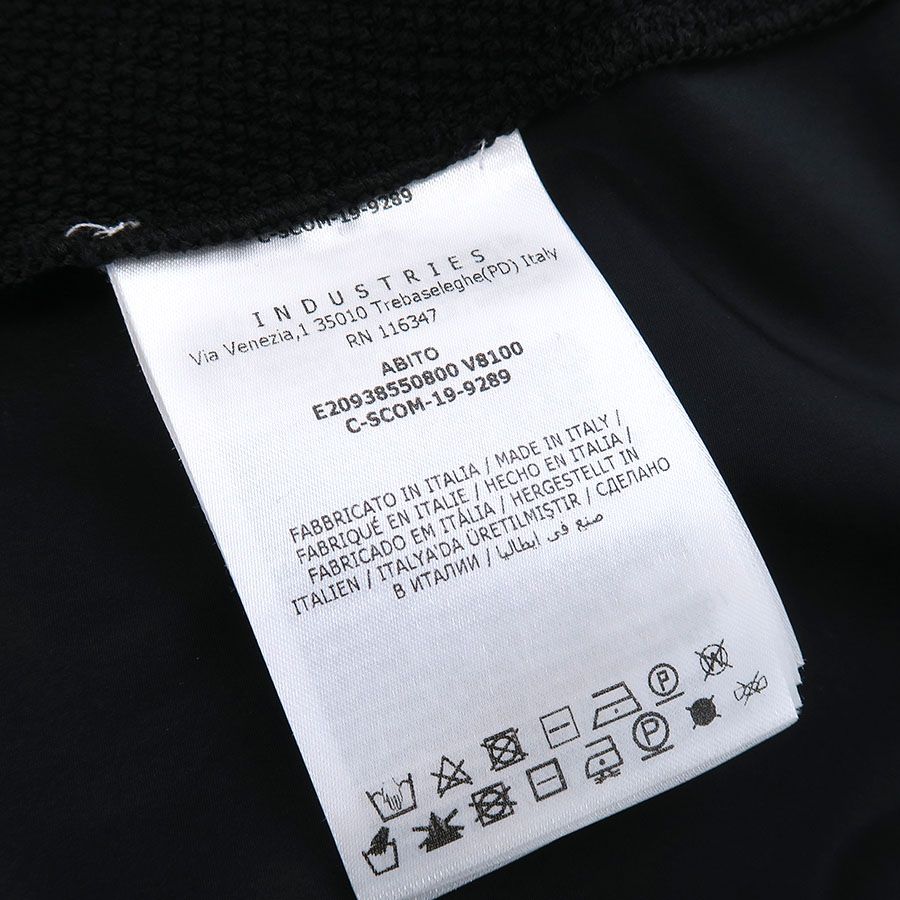 C-SCOM-19-9289
INDUSTRIES
Via Venezia,1 35010 Trebaseleghe(PD) Italy
RN 116347
ABITO
E20938550800 V8100
C-SCOM-19-9289
FABBRICATO IN ITALIA / MADE IN ITALY /
FABRIQUÉ EN ITALIE / HECHO EN ITALIA /
FABRICADO EM ITÀLIA / HERGESTELLT IN
ITALIEN / ITALYA'DA ÜRETILMIŞTIR / СДЕЛАНО
В ИТАЛИИ / صنع في ايطاليا
P
W
P